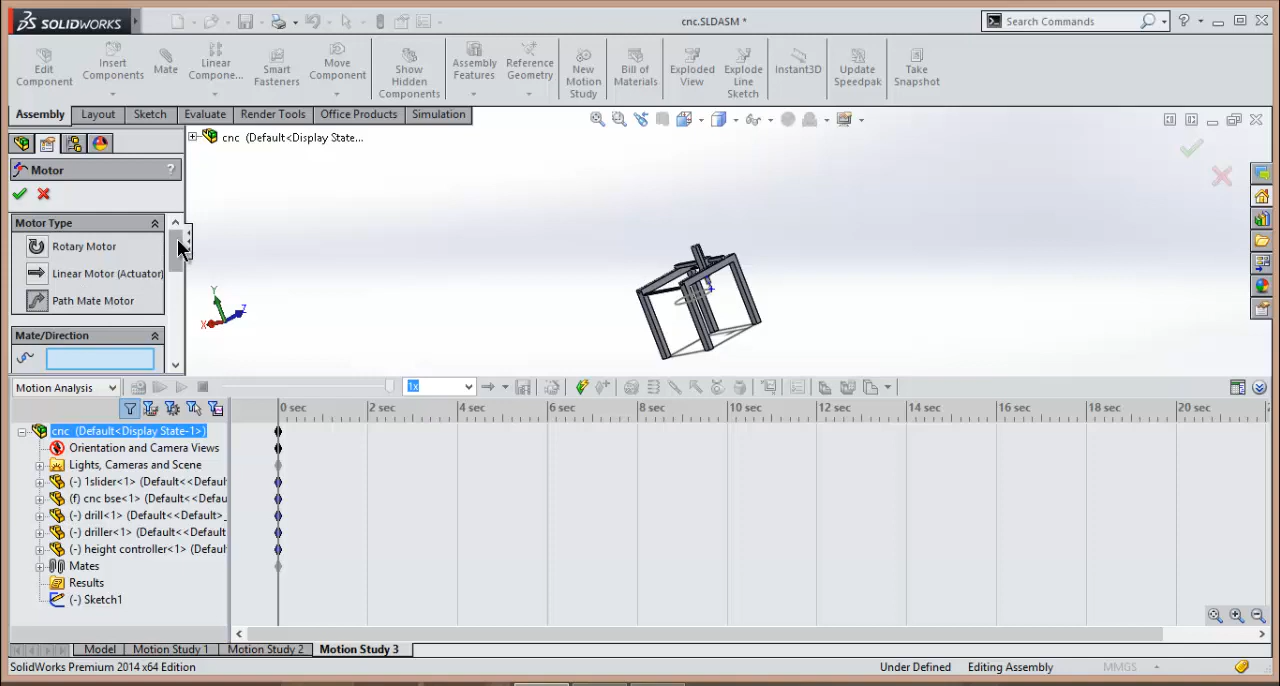 SOLIDWORKS
cnc.SLDASM *
Search Commands
Edit Component
Insert Components
Mate
Linear Compone...
Smart Fasteners
Move Component
Show Hidden Components
Assembly Features
Reference Geometry
New Motion Study
Bill of Materials
Exploded View
Explode Line Sketch
Instant3D
Update Speedpak
Take Snapshot
Assembly Layout Sketch Evaluate Render Tools Office Products Simulation
cnc (Default<Display State...
Motor ?
Motor Type
Rotary Motor
Linear Motor (Actuator)
Path Mate Motor
Mate/Direction
Y
Z
X
Motion Analysis
1x
0 sec 2 sec 4 sec 6 sec 8 sec 10 sec 12 sec 14 sec 16 sec 18 sec 20 sec
cnc (Default<Display State-1>)
Orientation and Camera Views
Lights, Cameras and Scene
(-) 1slider<1> (Default<<Defaul
(f) cnc bse<1> (Default<<Defau
(-) drill<1> (Default<<Default>_
(-) driller<1> (Default<<Default
(-) height controller<1> (Defaul
Mates
Results
(-) Sketch1
Model Motion Study 1 Motion Study 2 Motion Study 3
SolidWorks Premium 2014 x64 Edition
Under Defined Editing Assembly MMGS